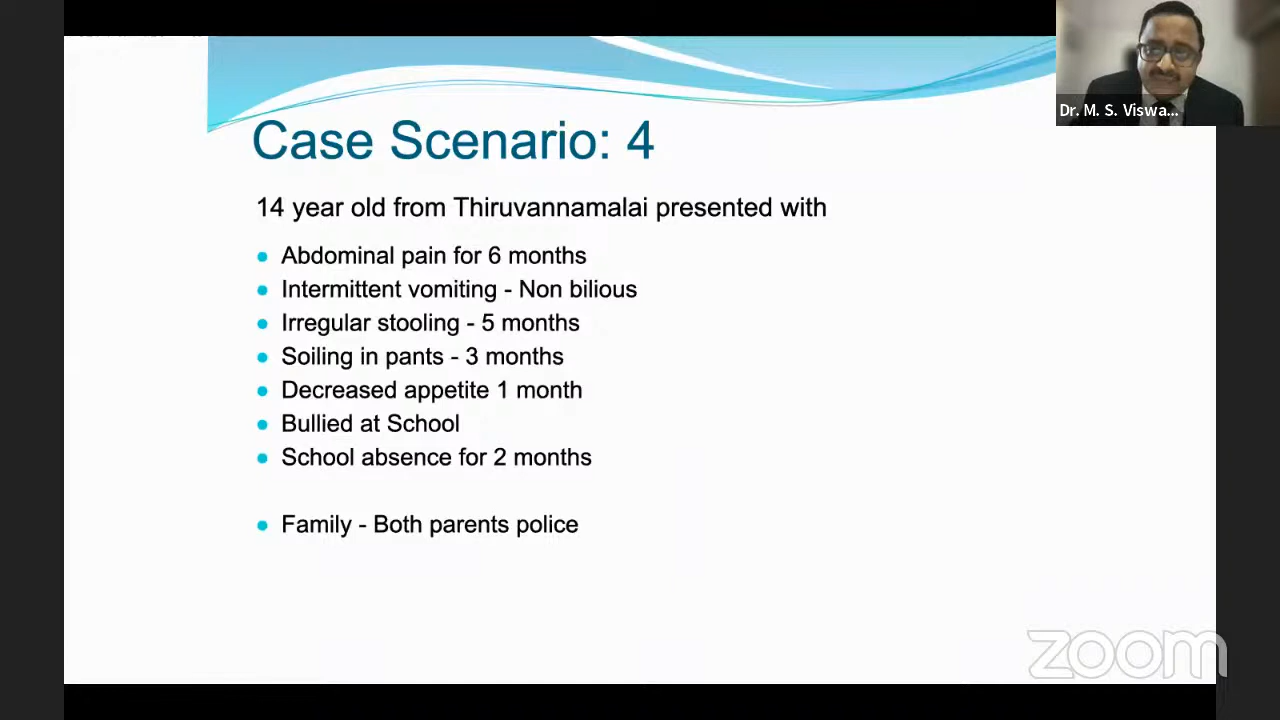 Dr. M. S. Viswa...
Case Scenario: 4
14 year old from Thiruvannamalai presented with
Abdominal pain for 6 months
Intermittent vomiting - Non bilious
Irregular stooling - 5 months
Soiling in pants - 3 months
Decreased appetite 1 month
Bullied at School
School absence for 2 months
Family - Both parents police
zoom